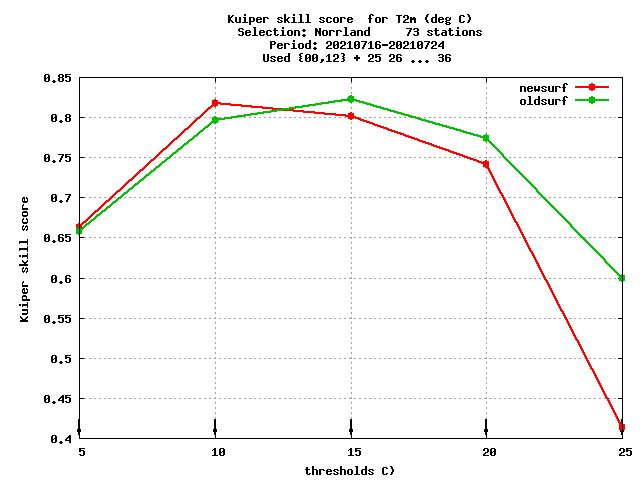 Kuiper skill score  for T2m (deg C)
Selection: Norrland     73 stations
Period: 20210716-20210724
Used {00,12} + 25 26 ... 36
newsurf
oldsurf
Kuiper skill score
0.85
0.8
0.75
0.7
0.65
0.6
0.55
0.5
0.45
0.4
5 10 15 20 25
thresholds C)